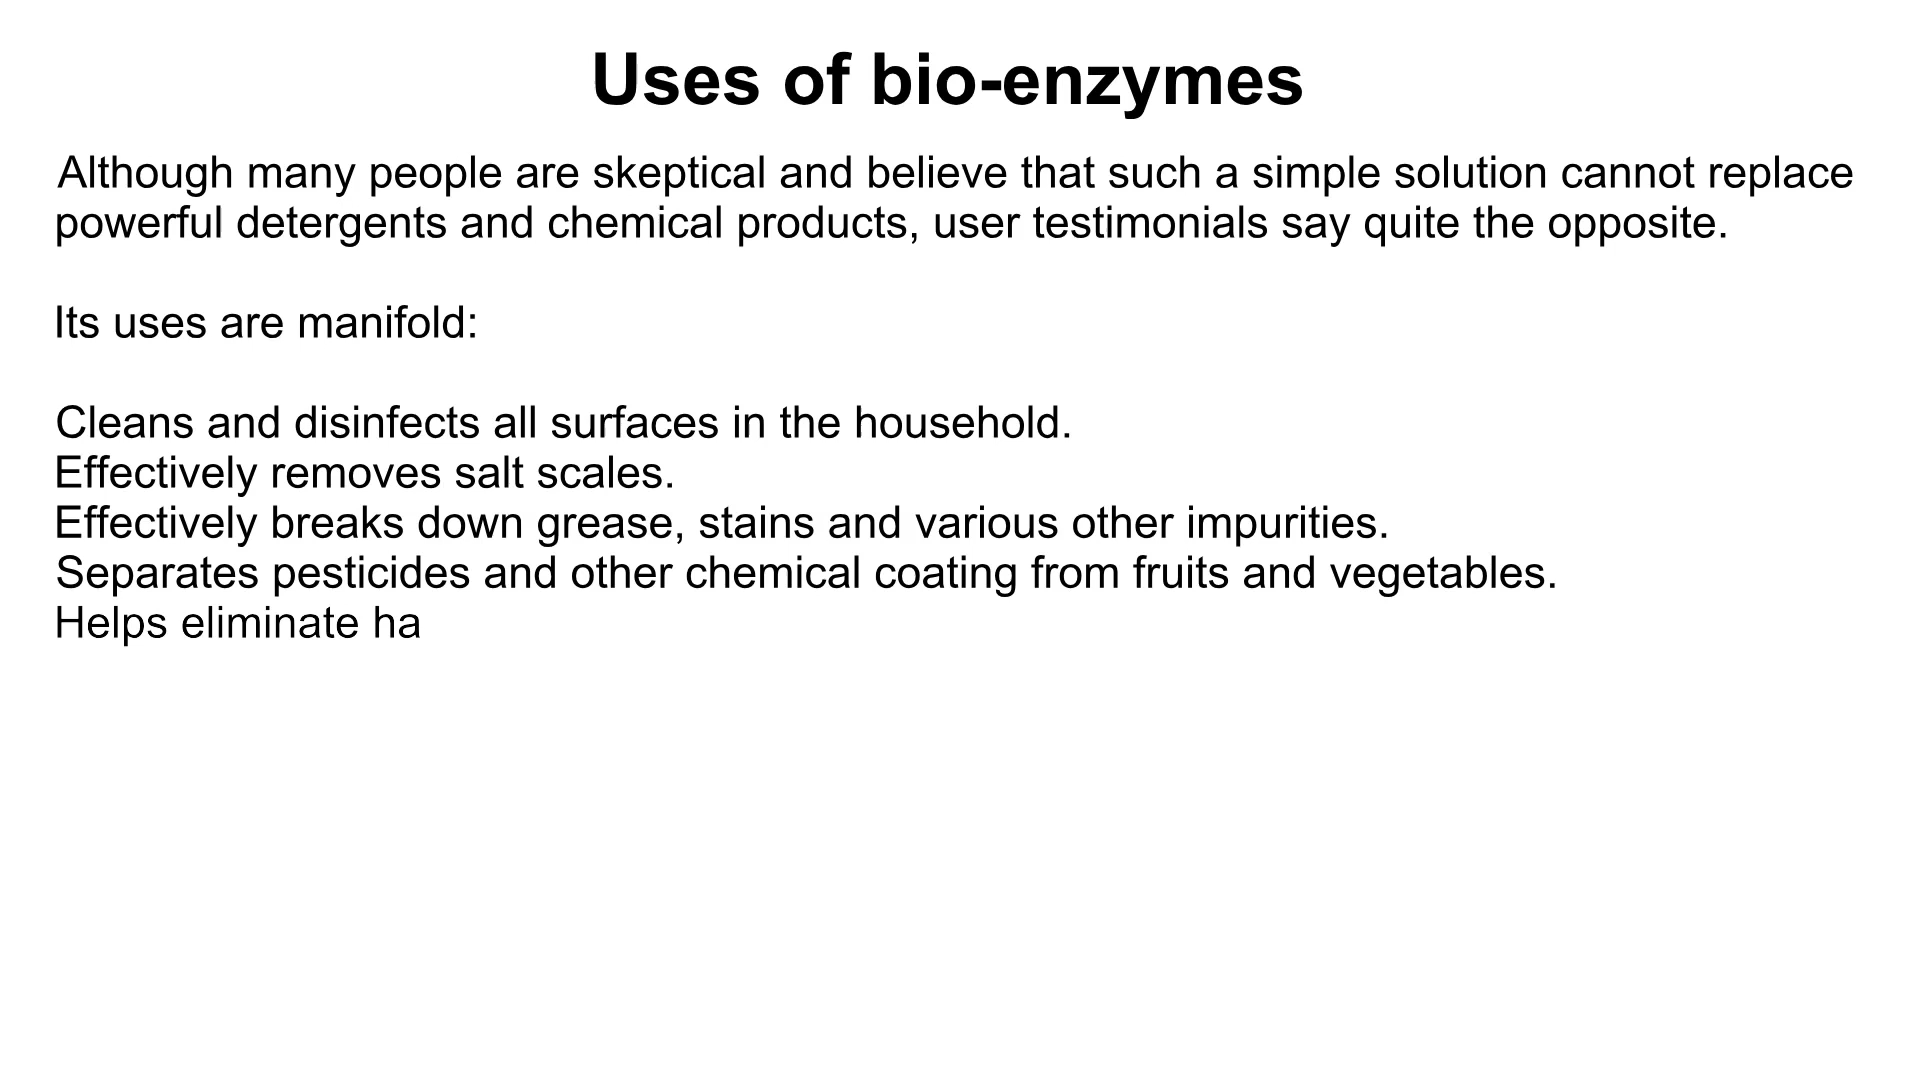 Uses of bio-enzymes
Although many people are skeptical and believe that such a simple solution cannot replace
powerful detergents and chemical products, user testimonials say quite the opposite.
Its uses are manifold:
Cleans and disinfects all surfaces in the household.
Effectively removes salt scales.
Effectively breaks down grease, stains and various other impurities.
Separates pesticides and other chemical coating from fruits and vegetables.
Helps eliminate ha